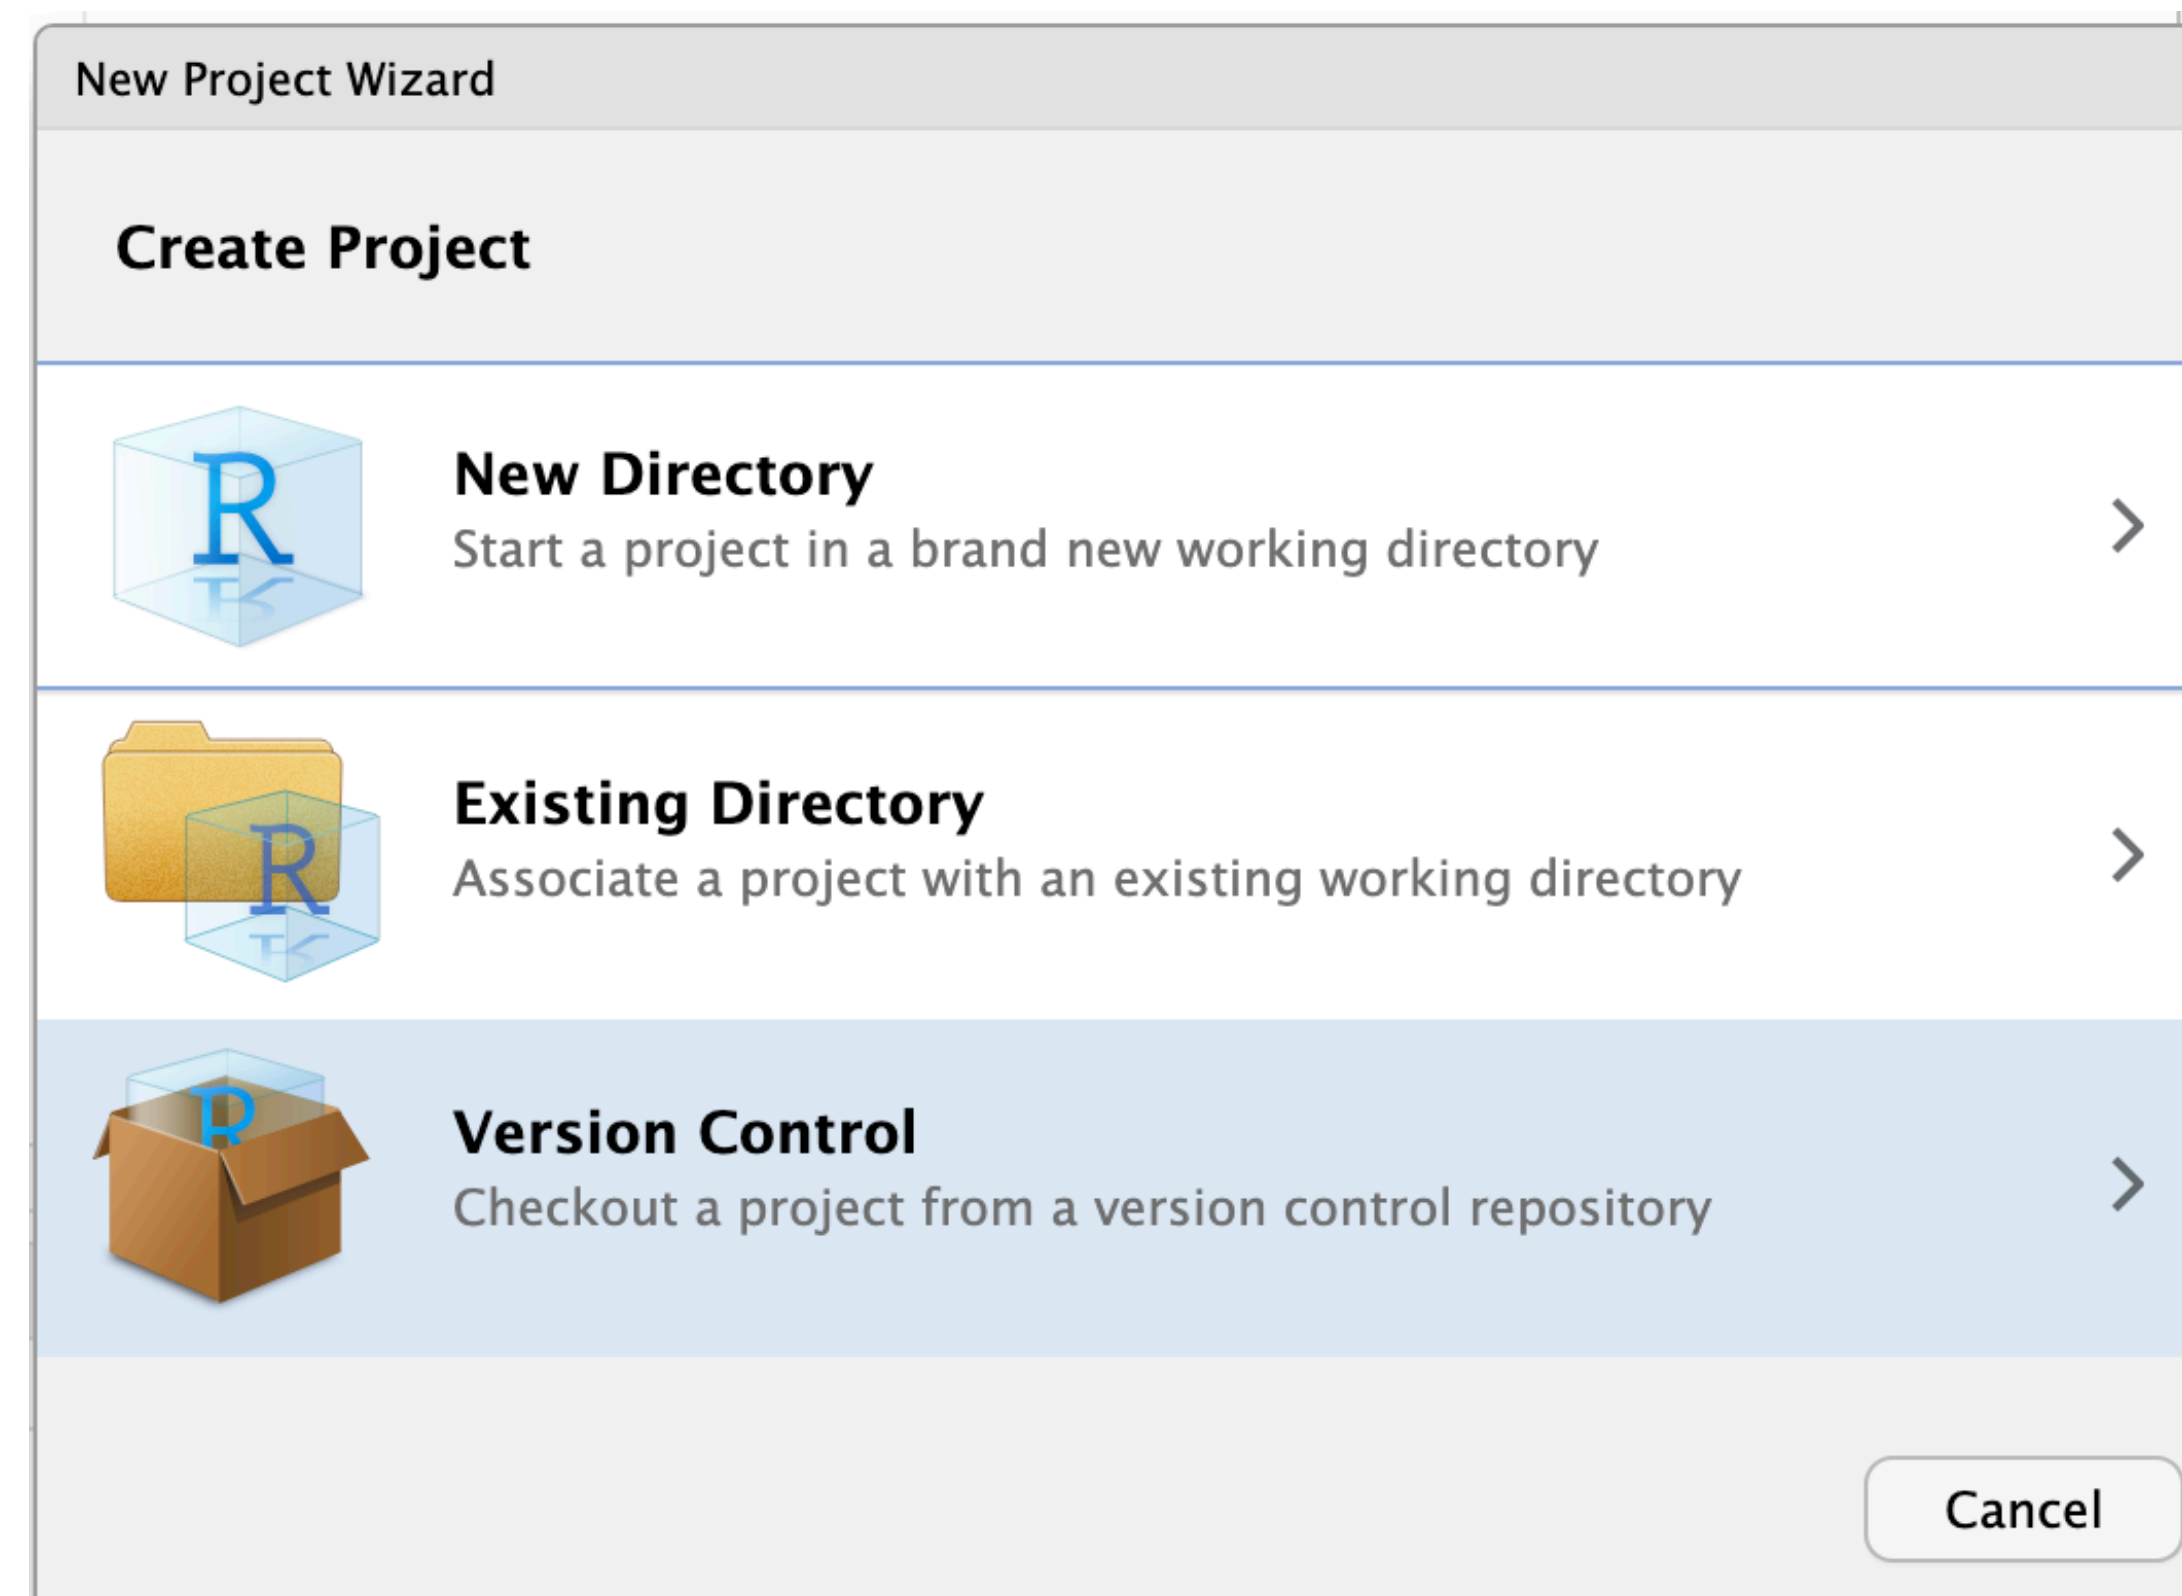 New Project Wizard
Create Project
New Directory
Start a project in a brand new working directory
Existing Directory
Associate a project with an existing working directory
Version Control
Checkout a project from a version control repository
Cancel